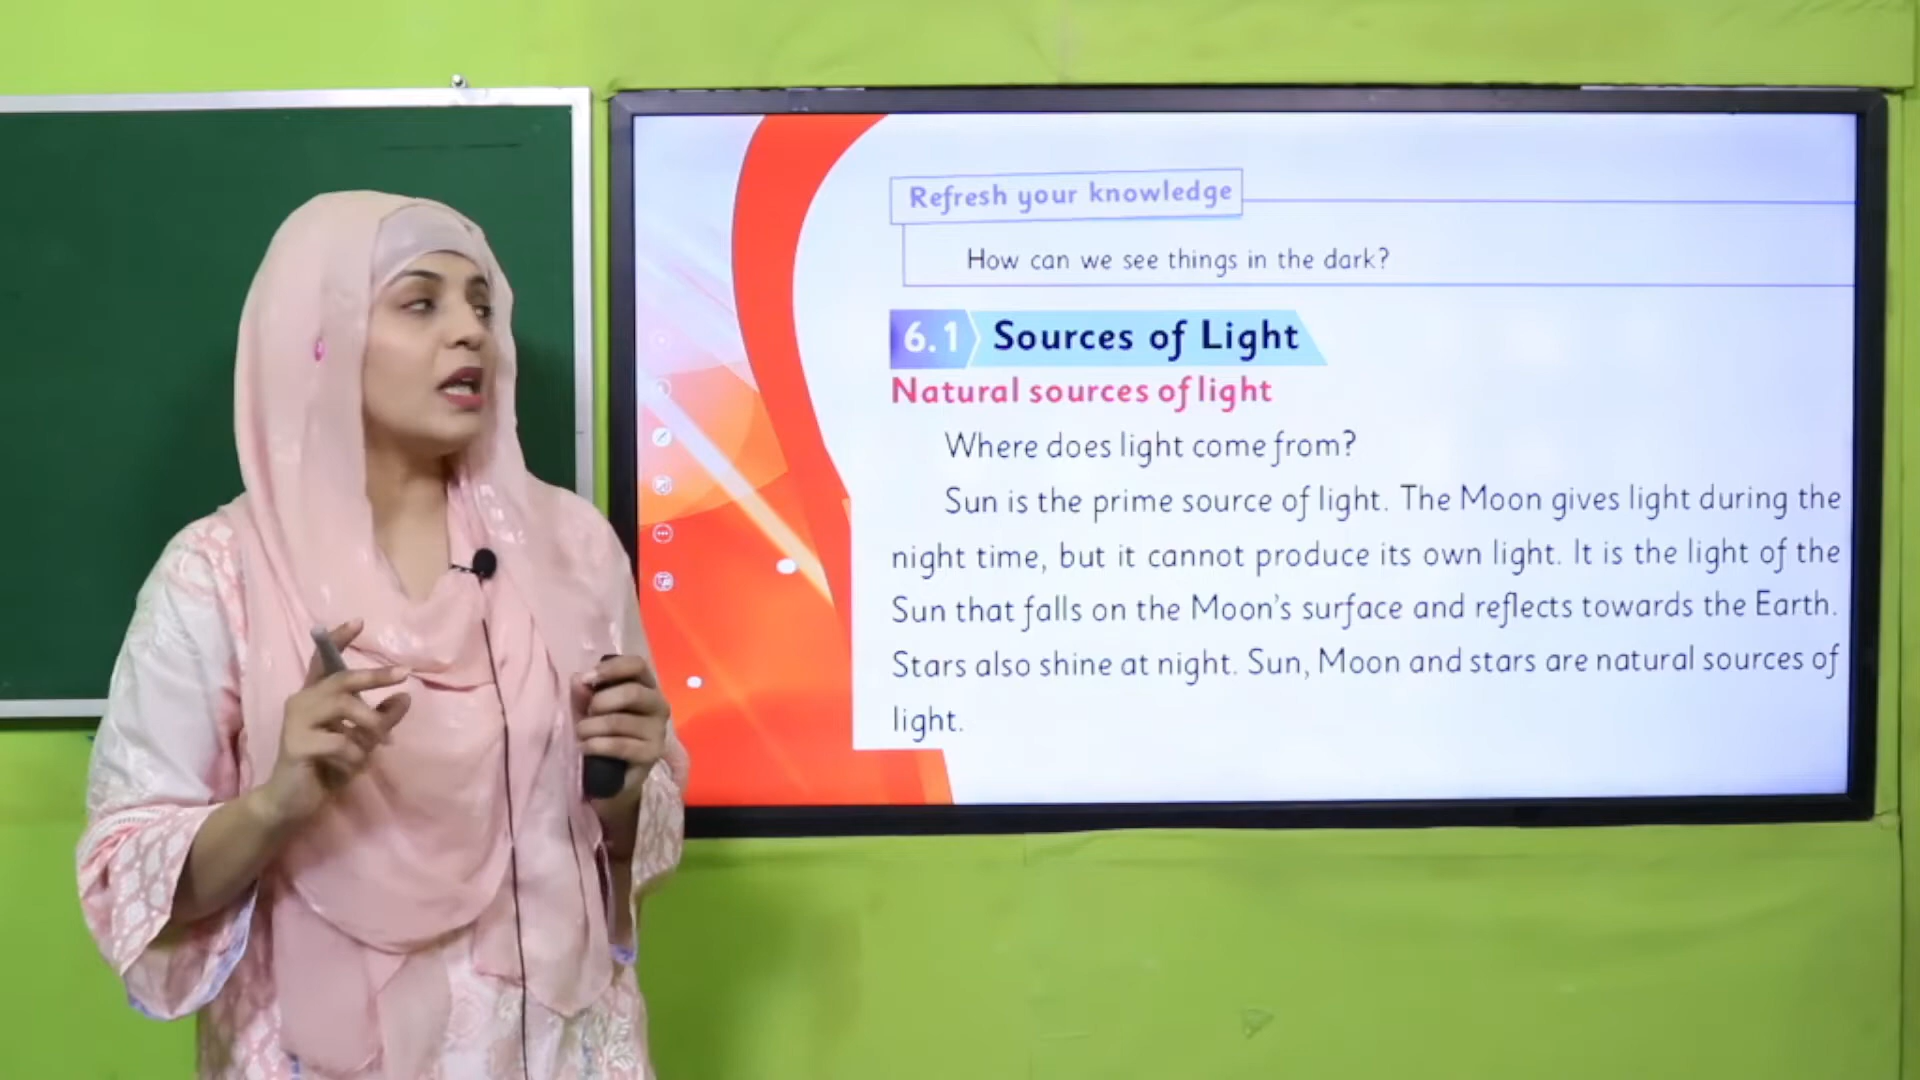 Refresh your knowledge
How can we see things in the dark?
6.1 Sources of Light
Natural sources of light
Where does light come from?
Sun is the prime source of light. The Moon gives light during the
night time, but it cannot produce its own light. It is the light of the
Sun that falls on the Moon's surface and reflects towards the Earth.
Stars also shine at night. Sun, Moon and stars are natural sources of
light.